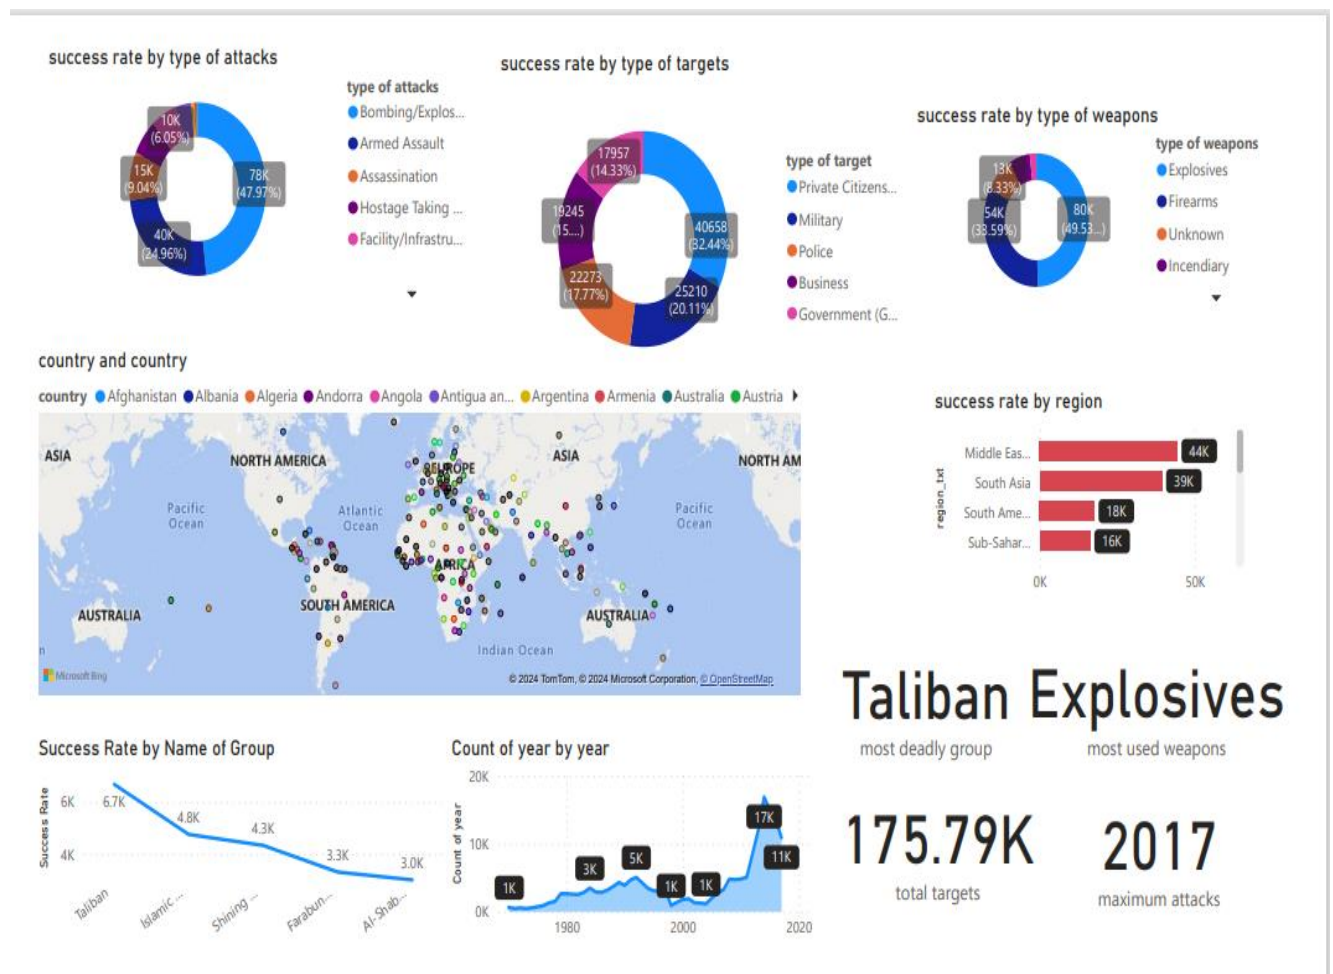 success rate by type of attacks
type of attacks
Bombing/Explos...
Armed Assault
Assassination
Hostage Taking ...
Facility/Infrastru...
10K
(6.05%)
15K
(9.04%)
40K
(24.96%)
78K
(47.97%)
success rate by type of targets
type of target
Private Citizens...
Military
Police
Business
Government (G...
17957
(14.33%)
19245
(15....)
22273
(17.77%)
25210
(20.11%)
40658
(32.44%)
success rate by type of weapons
type of weapons
Explosives
Firearms
Unknown
Incendiary
13K
(8.33%)
54K
(33.59%)
80K
(49.53...)
country and country
country Afghanistan Albania Algeria Andorra Angola Antigua an... Argentina Armenia Australia Austria
ASIA
NORTH AMERICA
EUROPE
ASIA
NORTH AM
Pacific
Ocean
Atlantic
Ocean
Pacific
Ocean
AFRICA
AUSTRALIA
SOUTH AMERICA
AUSTRALIA
Indian Ocean
n
Microsoft Bing
© 2024 TomTom, © 2024 Microsoft Corporation, © OpenStreetMap
success rate by region
region_txt
Middle Eas...
44K
South Asia
39K
South Ame...
18K
Sub-Sahar...
16K
0K
50K
Taliban
most deadly group
Explosives
most used weapons
175.79K
total targets
2017
maximum attacks
Success Rate by Name of Group
Success Rate
6K
4K
6.7K
4.8K
4.3K
3.3K
3.0K
Taliban
Islamic ...
Shining ...
Farabun...
Al-Shab...
Count of year by year
Count of year
20K
10K
0K
1K
3K
5K
1K
1K
17K
11K
1980
2000
2020